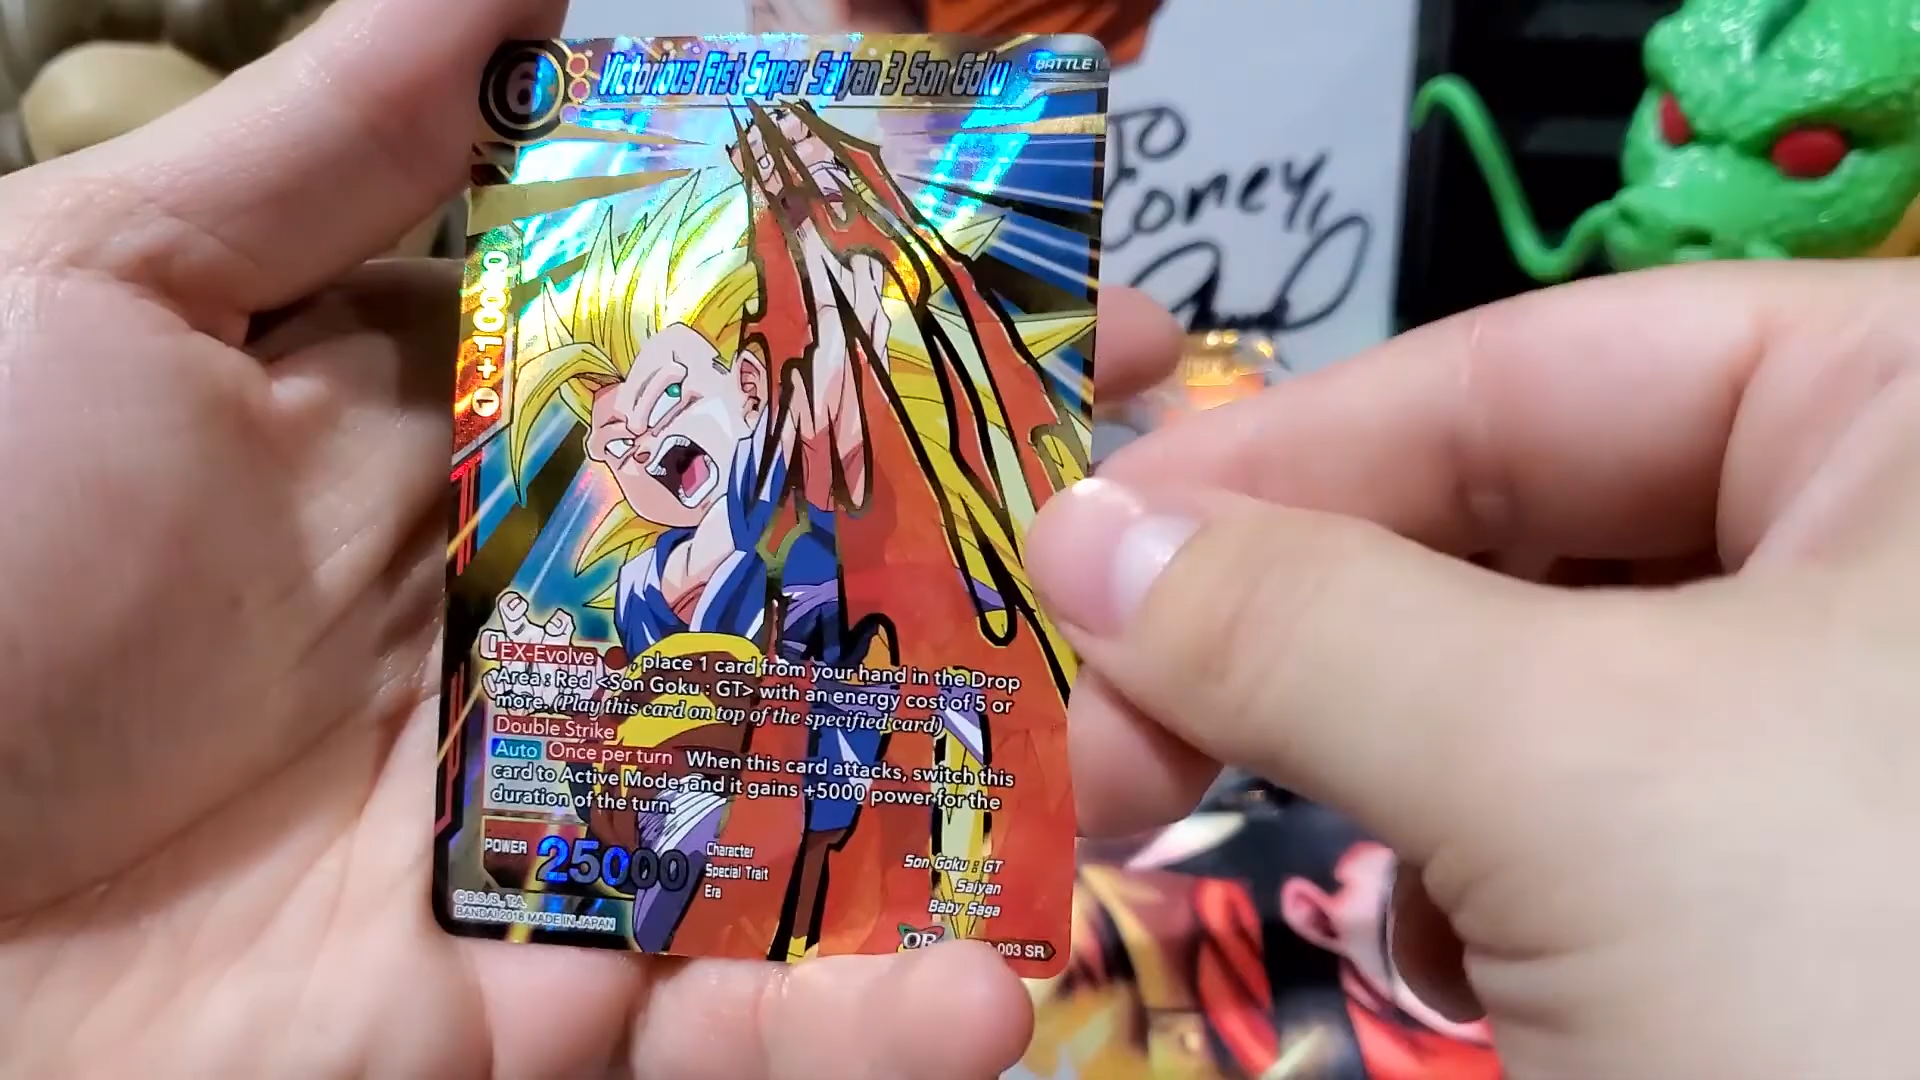 6 Victorious Fist Super Saiyan 3 Son Goku BATTLE
1 + 10000
EX-Evolve , place 1 card from your hand in the Drop
Area : Red <Son Goku : GT> with an energy cost of 5 or
more. (Play this card on top of the specified card)
Double Strike
Auto Once per turn When this card attacks, switch this
card to Active Mode, and it gains +5000 power for the
duration of the turn.
POWER 25000
Character Son Goku : GT
Special Trait Saiyan
Era Baby Saga
©B.S./S., T.A.
BANDAI 2018 MADE IN JAPAN
003 SR
TO
Coney,